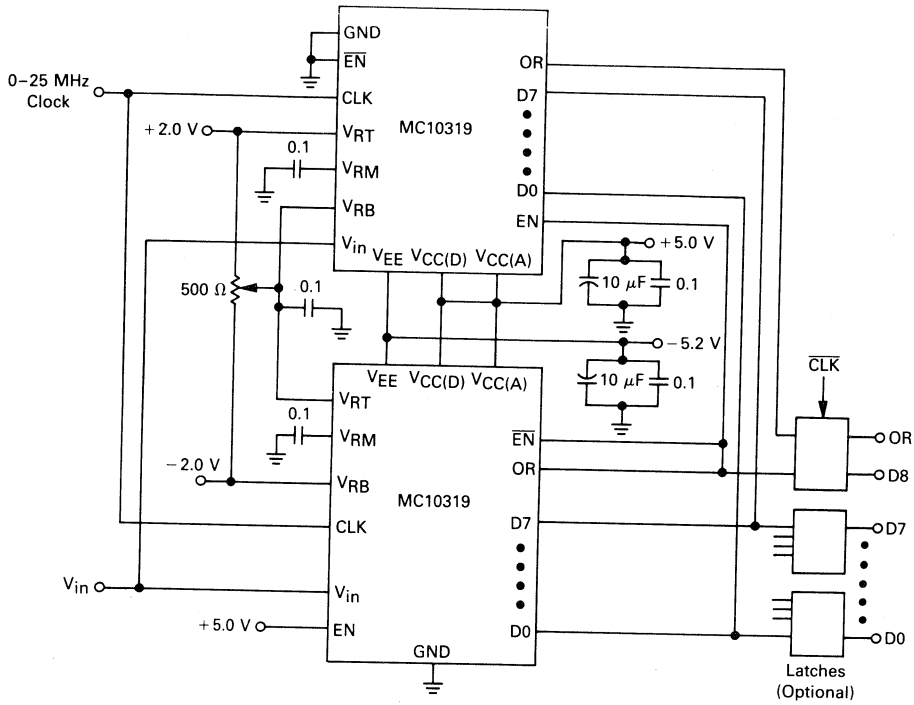 GND
EN
OR
0–25 MHz
Clock
CLK
D7
+2.0 V
VRT
MC10319
0.1
VRM
D0
VRB
EN
Vin
VEE
VCC(D)
VCC(A)
+5.0 V
500 Ω
0.1
10 μF
0.1
−5.2 V
CLK
VEE
VCC(D)
VCC(A)
10 μF
0.1
VRT
0.1
VRM
EN
OR
OR
−2.0 V
VRB
D8
MC10319
CLK
D7
D7
Vin
Vin
+5.0 V
EN
D0
D0
GND
Latches
(Optional)